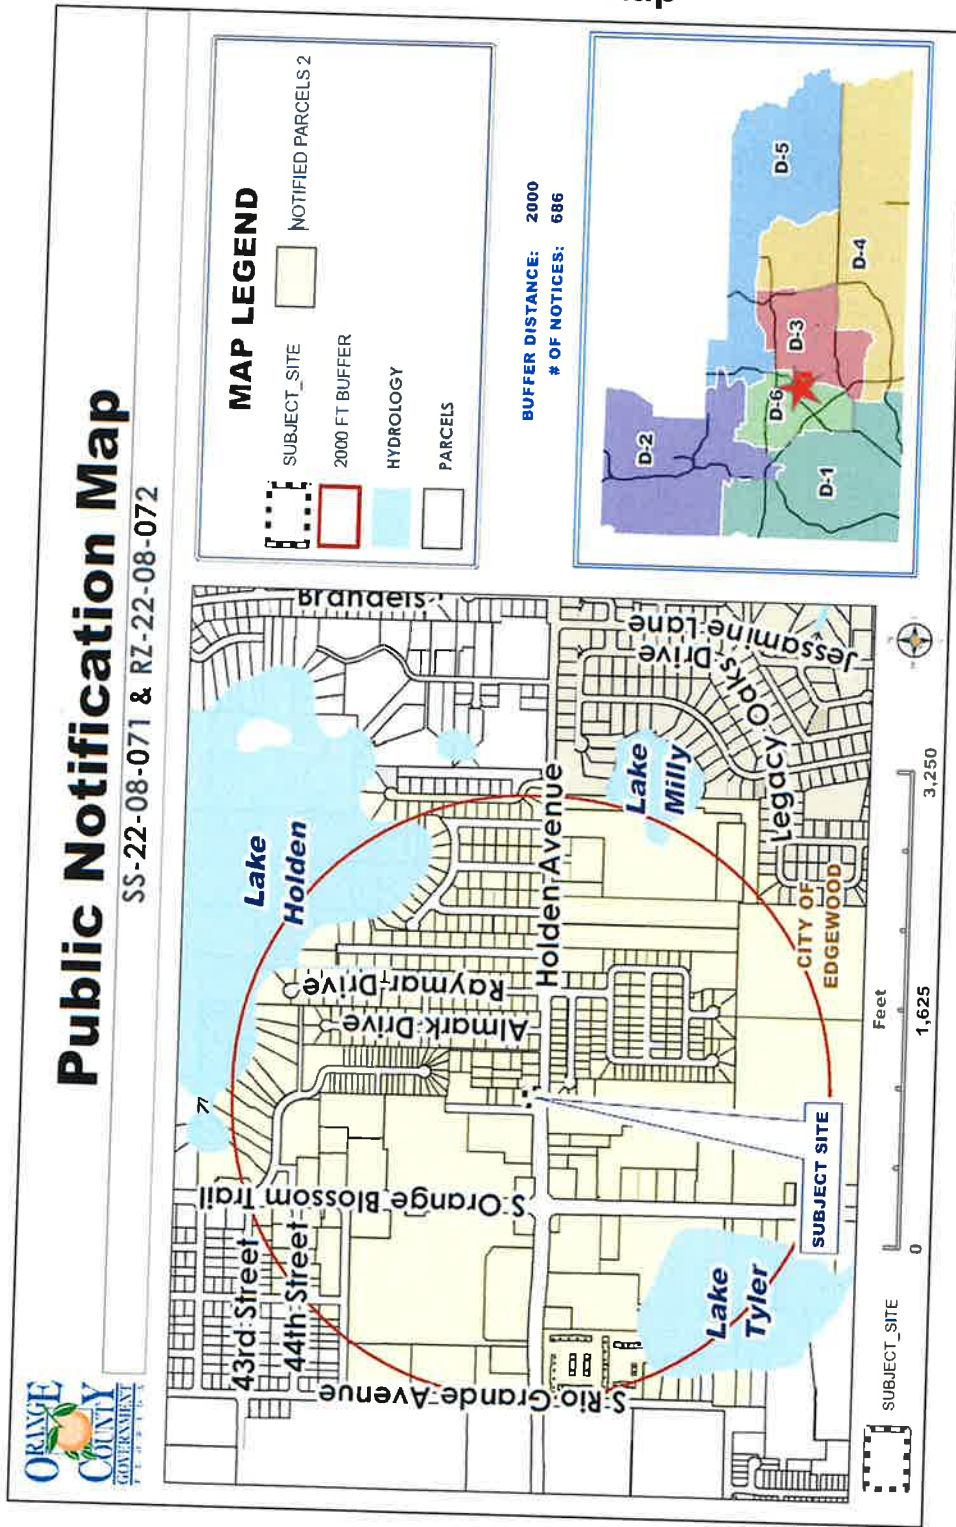 Public Notification Map
SS-22-08-071 & RZ-22-08-072
ORANGE
COUNTY
GOVERNMENT
FLORIDA
MAP LEGEND
SUBJECT_SITE
NOTIFIED PARCELS 2
2000 FT BUFFER
HYDROLOGY
PARCELS
BUFFER DISTANCE: 2000
# OF NOTICES: 686
D-2
D-5
D-6
D-3
D-4
D-1
Lake
Holden
Brandeis
43rd Street
44th Street
S Orange Blossom Trail
Almark Drive
Raymar Drive
S Rio Grande Avenue
Holden Avenue
Lake
Milly
Legacy Oaks Drive
Jessamine Lane
Lake
Tyler
CITY OF
EDGEWOOD
SUBJECT SITE
SUBJECT_SITE
Feet
0
1,625
3,250